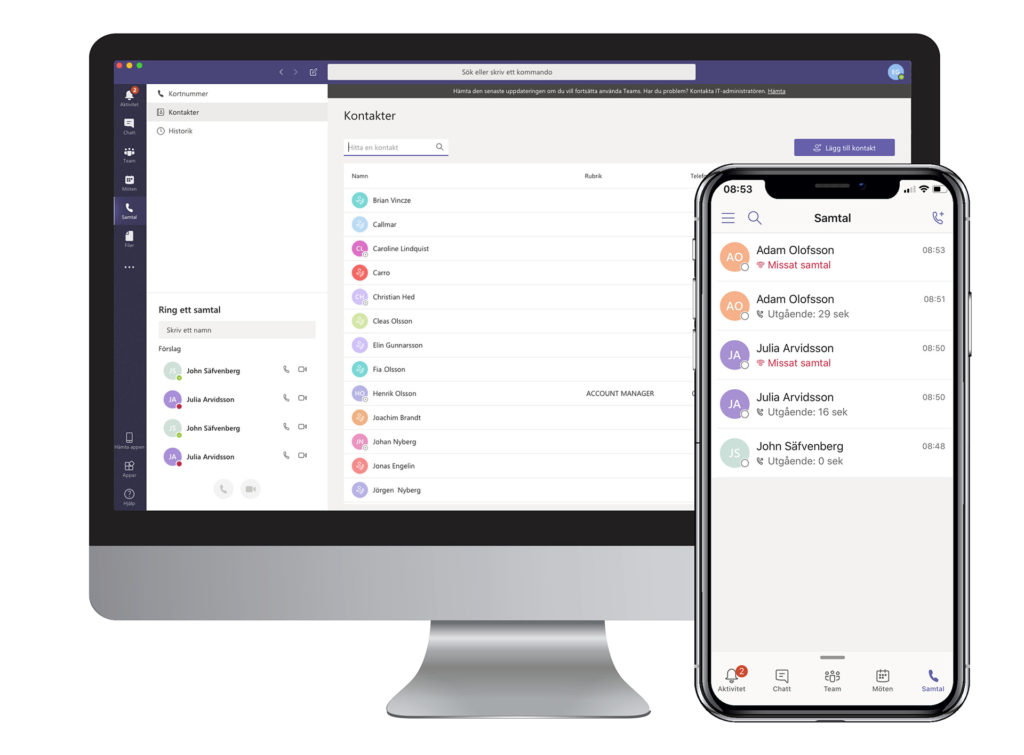 Sök eller skriv ett kommando
EG
Hämta den senaste uppdateringen om du vill fortsätta använda Teams. Har du problem? Kontakta IT-administratören. Hämta
2
Aktivitet
Chatt
Team
Möten
Samtal
Filer
Hämta appen
Appar
Hjälp
Kortnummer
Kontakter
Historik
Ring ett samtal
Skriv ett namn
Förslag
JS John Säfvenberg
JA Julia Arvidsson
JS John Säfvenberg
JA Julia Arvidsson
Kontakter
Hitta en kontakt
Lägg till kontakt
Namn Rubrik
Brian Vincze
Callmar
CL Caroline Lindquist
Carro
CH Christian Hed
Cleas Olsson
Elin Gunnarsson
Fia Olsson
HO Henrik Olsson ACCOUNT MANAGER
Joachim Brandt
JN Johan Nyberg
Jonas Engelin
Jörgen Nyberg
08:53
Samtal
AO Adam Olofsson 08:53
Missat samtal
AO Adam Olofsson 08:51
Utgående: 29 sek
JA Julia Arvidsson 08:50
Missat samtal
JA Julia Arvidsson 08:50
Utgående: 16 sek
JS John Säfvenberg 08:48
Utgående: 0 sek
2
Aktivitet Chatt Team Möten Samtal